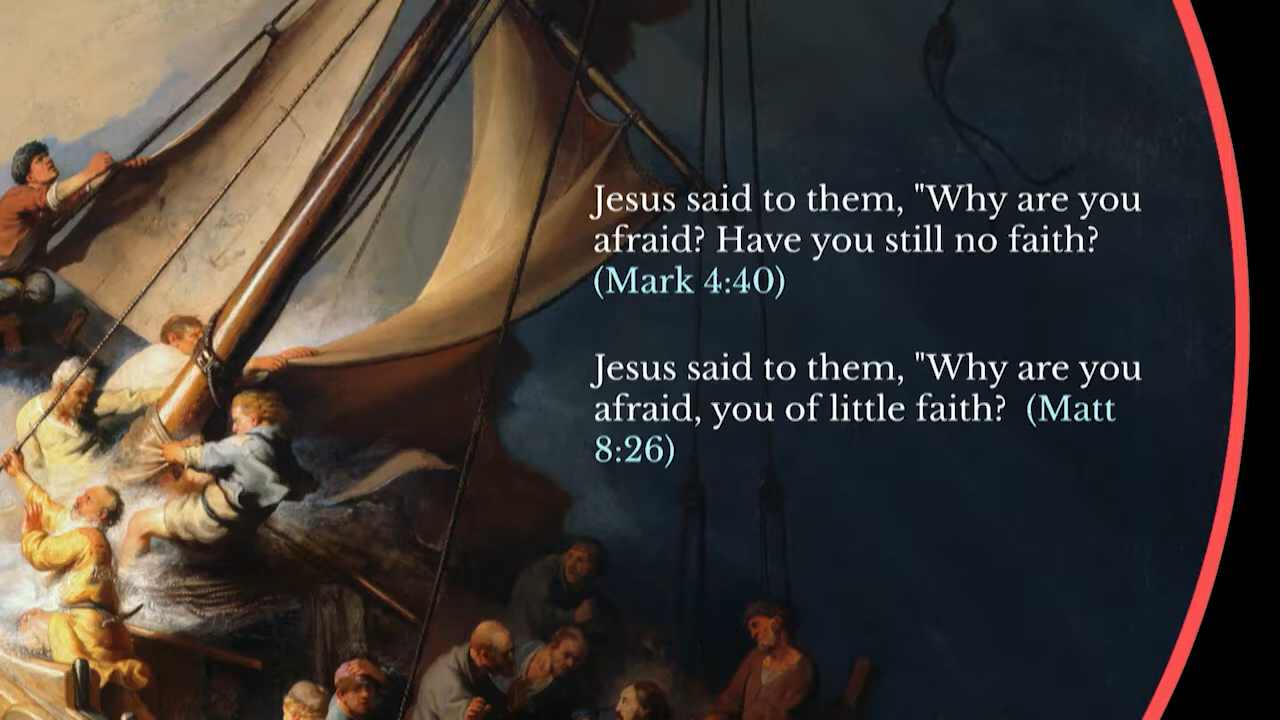 Jesus said to them, "Why are you
afraid? Have you still no faith?
(Mark 4:40)
Jesus said to them, "Why are you
afraid, you of little faith?  (Matt
8:26)